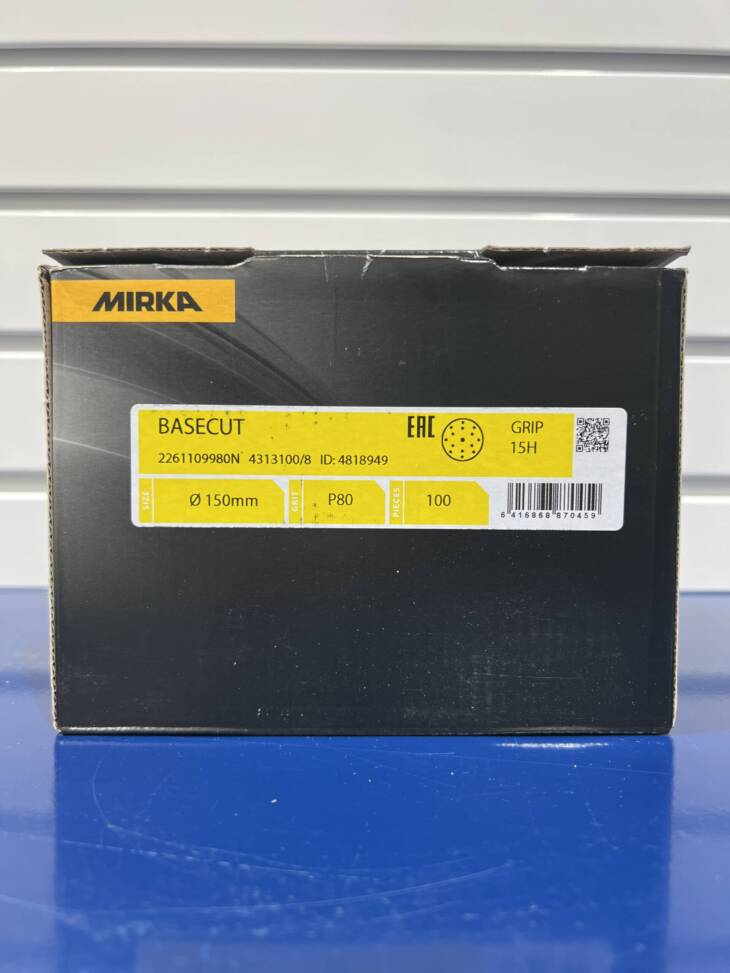 MIRKA
BASECUT
2261109980N 4313100/8 ID: 4818949
EAC
GRIP
15H
SIZE
Ø 150mm
GRIT
P80
PIECES
100
6 416868 870459